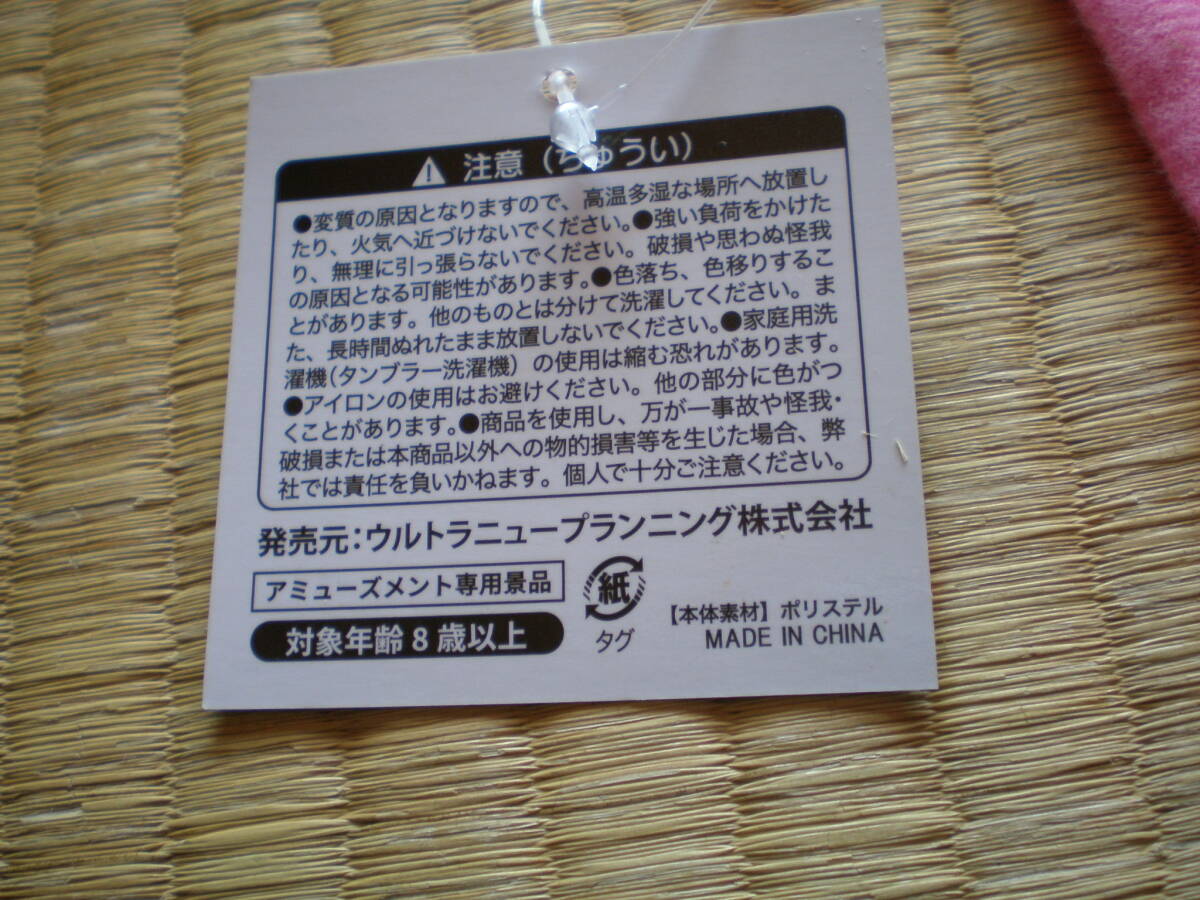 注意（ちゅうい）
●変質の原因となりますので、高温多湿な場所へ放置し
たり、火気へ近づけないでください。●強い負荷をかけた
り、無理に引っ張らないでください。破損や思わぬ怪我
の原因となる可能性があります。●色落ち、色移りするこ
とがあります。他のものとは分けて洗濯してください。ま
た、長時間ぬれたまま放置しないでください。●家庭用洗
濯機（タンブラー洗濯機）の使用は縮む恐れがあります。
●アイロンの使用はお避けください。他の部分に色がつ
くことがあります。●商品を使用し、万が一事故や怪我・
破損または本商品以外への物的損害等を生じた場合、弊
社では責任を負いかねます。個人で十分ご注意ください。
発売元：ウルトラニュープランニング株式会社
アミューズメント専用景品
対象年齢8歳以上
紙
タグ
【本体素材】ポリステル
MADE IN CHINA